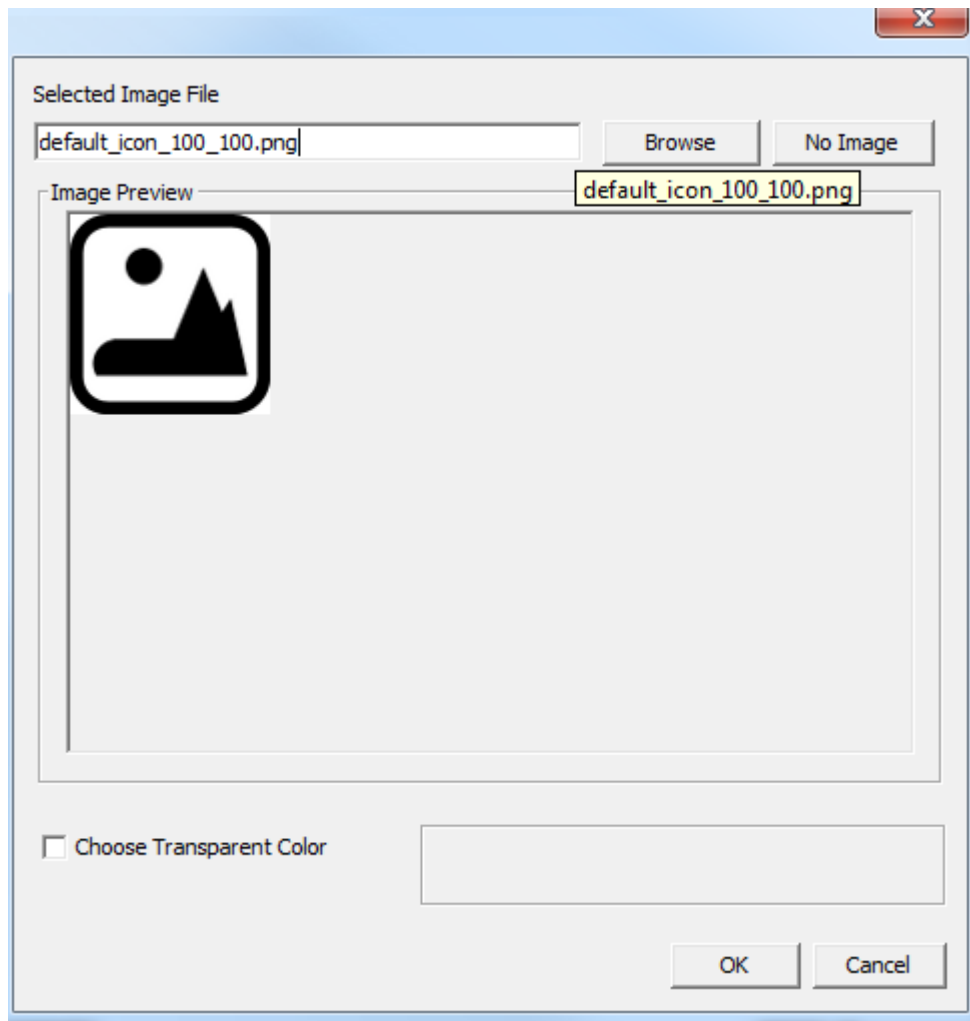 Selected Image File
default_icon_100_100.png
Browse
No Image
default_icon_100_100.png
Image Preview
Choose Transparent Color
OK
Cancel